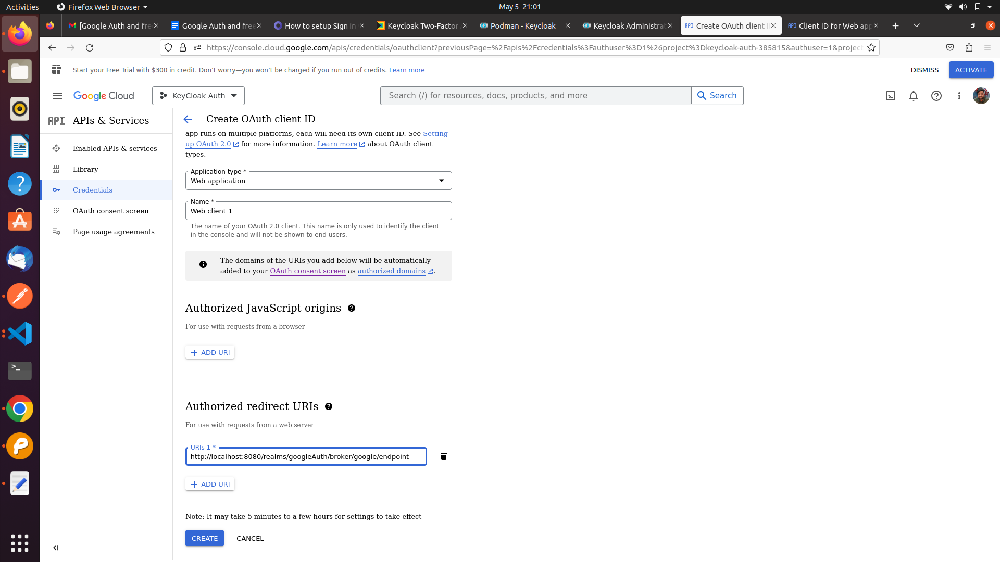 Activities
Firefox Web Browser
May 5 21:01
[Google Auth and fre
Google Auth and free
How to setup Sign in
Keycloak Two-Factor
Podman - Keycloak
Keycloak Administrat
API Create OAuth client I
API Client ID for Web app
https://console.cloud.google.com/apis/credentials/oauthclient?previousPage=%2Fapis%2Fcredentials%3Fauthuser%3D1%26project%3Dkeycloak-auth-385815&authuser=1&project
Start your Free Trial with $300 in credit. Don’t worry—you won’t be charged if you run out of credits. Learn more
DISMISS
ACTIVATE
Google Cloud
KeyCloak Auth
Search (/) for resources, docs, products, and more
Search
API APIs & Services
Enabled APIs & services
Library
Credentials
OAuth consent screen
Page usage agreements
Create OAuth client ID
app runs on multiple platforms, each will need its own client ID. See Setting
up OAuth 2.0 for more information. Learn more about OAuth client
types.
Application type *
Web application
Name *
Web client 1
The name of your OAuth 2.0 client. This name is only used to identify the client
in the console and will not be shown to end users.
The domains of the URIs you add below will be automatically
added to your OAuth consent screen as authorized domains.
Authorized JavaScript origins
For use with requests from a browser
+ ADD URI
Authorized redirect URIs
For use with requests from a web server
URIs 1 *
http://localhost:8080/realms/googleAuth/broker/google/endpoint
+ ADD URI
Note: It may take 5 minutes to a few hours for settings to take effect
CREATE
CANCEL